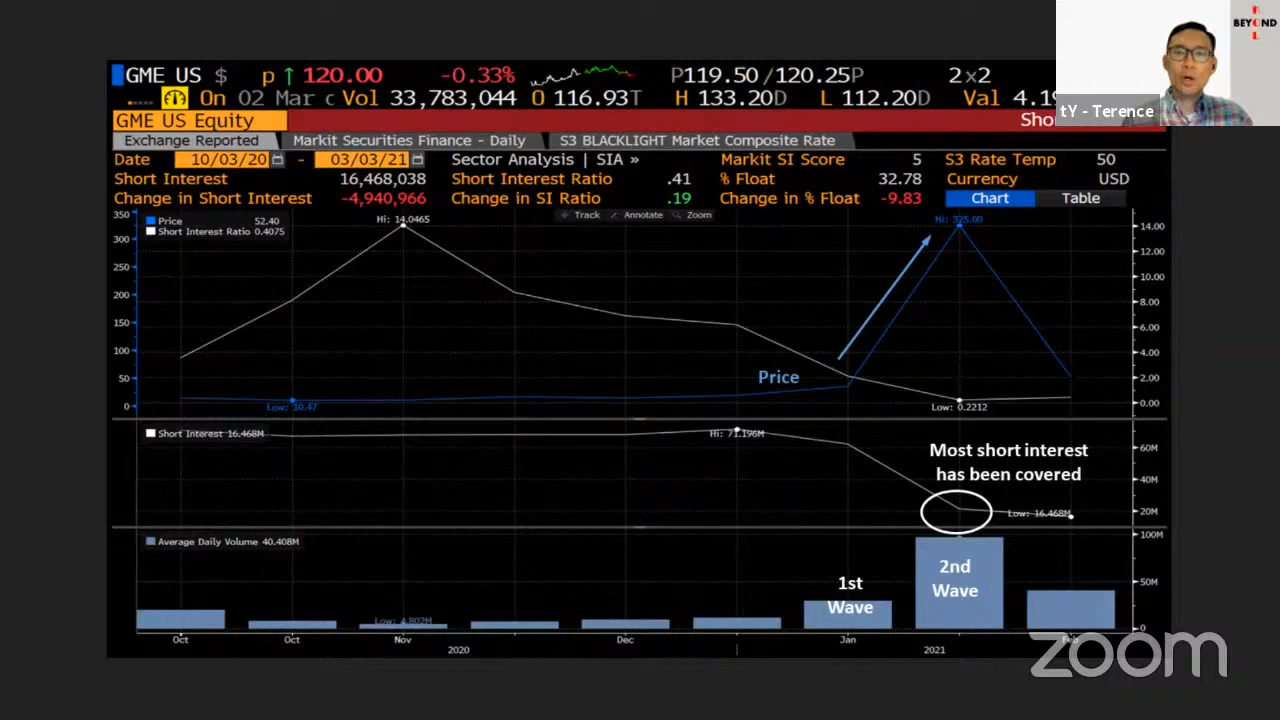 GME US $ p ↑ 120.00 -0.33% P119.50 /120.25P 2x2
On 02 Mar Vol 33,783,044 O 116.93T H 133.20D L 112.20D Val 4.19
GME US Equity Sho
Exchange Reported Markit Securities Finance - Daily S3 BLACKLIGHT Market Composite Rate
Date 10/03/20 - 03/03/21 Sector Analysis | SIA » Markit SI Score 5 S3 Rate Temp 50
Short Interest 16,468,038 Short Interest Ratio .41 % Float 32.78 Currency USD
Change in Short Interest -4,940,966 Change in SI Ratio .19 Change in % Float -9.83 Chart Table
Track Annotate Zoom
Price 52.40
Short Interest Ratio 0.4075
Hi: 14.0465
Hi: 325.00
350
300
250
200
150
100
50
0
14.00
12.00
10.00
8.00
6.00
4.00
2.00
0.00
Price
Low: 10.47
Low: 0.2212
Short Interest 16.468M
Hi: 71.196M
Most short interest
has been covered
Low: 16.468M
60M
40M
20M
Average Daily Volume 40.408M
Low: 4.802M
1st
Wave
2nd
Wave
100M
50M
0
Oct Oct Nov Dec Jan Feb
2020 2021
zoom
tY - Terence
K
BEYOND
L